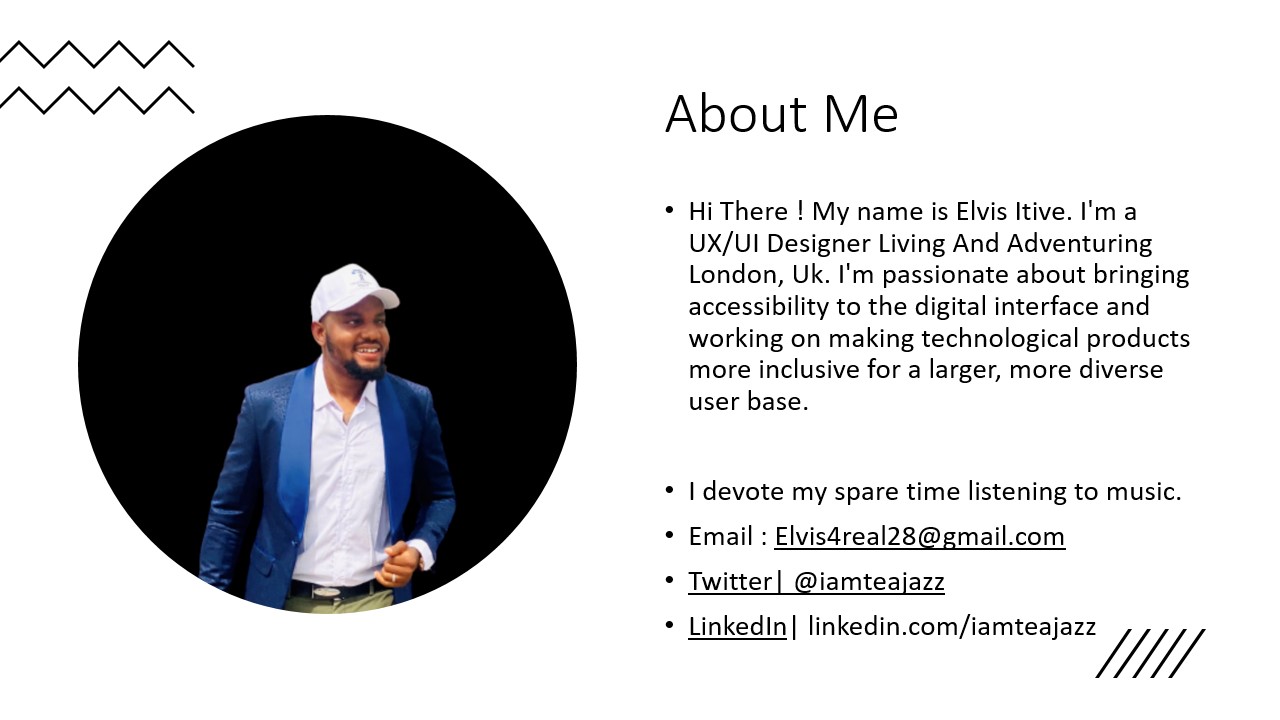 About Me
• Hi There ! My name is Elvis Itive. I'm a
UX/UI Designer Living And Adventuring
London, Uk. I'm passionate about bringing
accessibility to the digital interface and
working on making technological products
more inclusive for a larger, more diverse
user base.
• I devote my spare time listening to music.
• Email : Elvis4real28@gmail.com
• Twitter| @iamteajazz
• LinkedIn| linkedin.com/iamteajazz